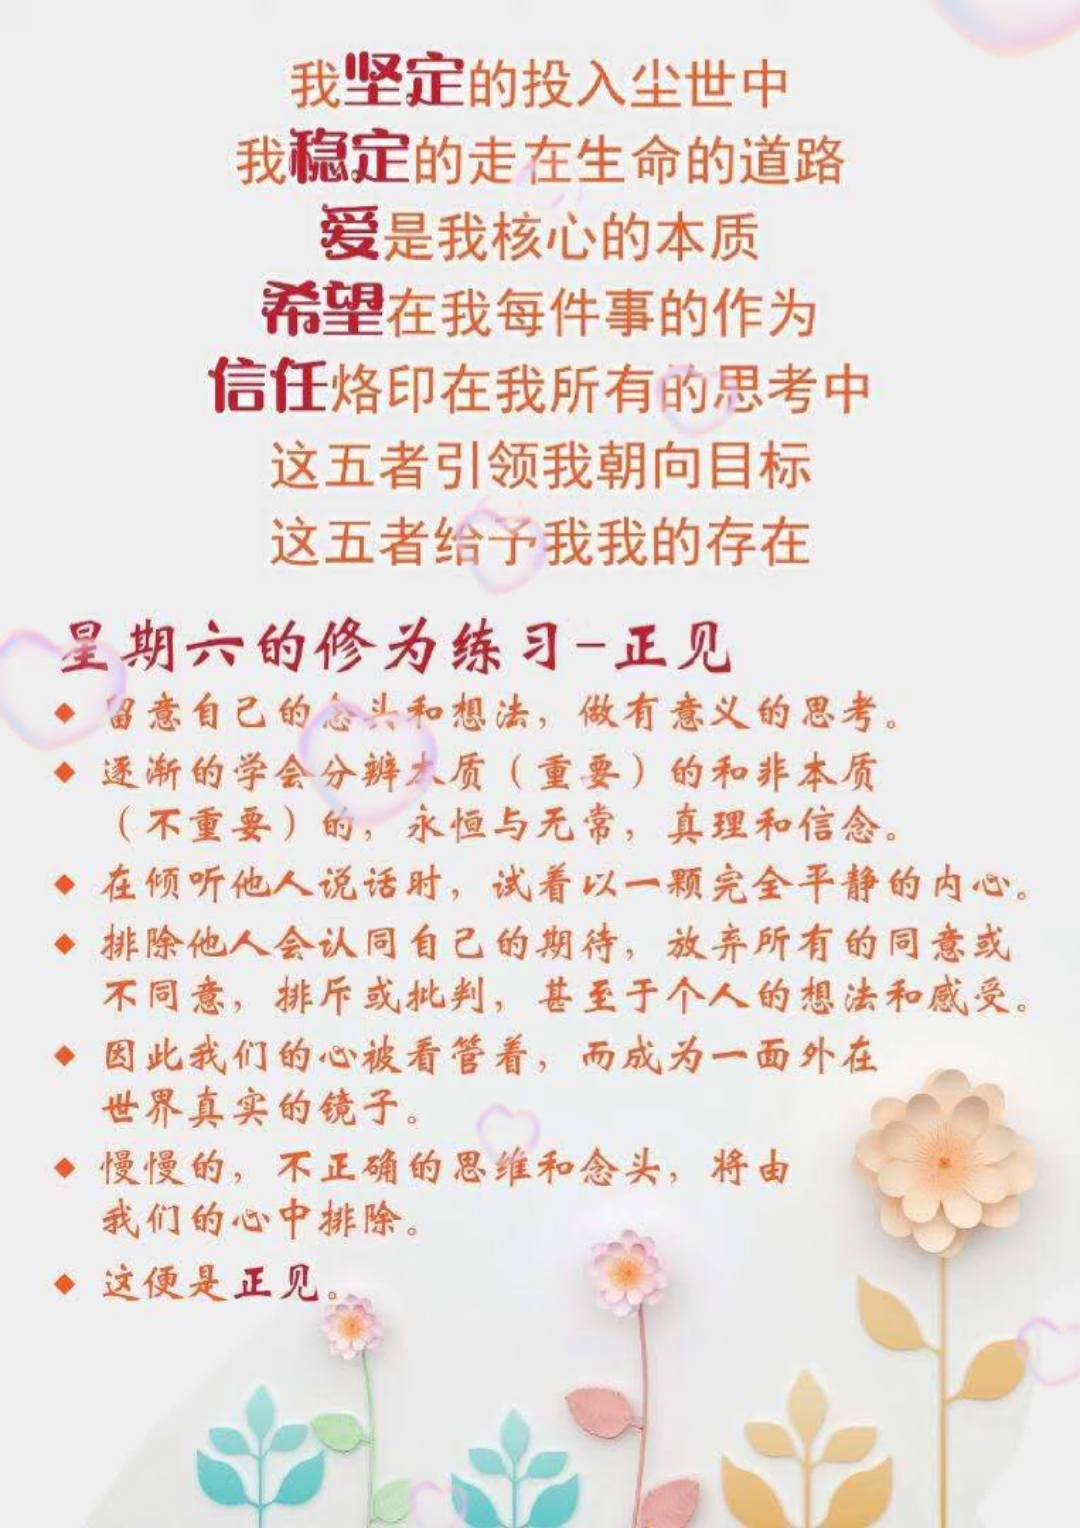 我坚定的投入尘世中
我稳定的走在生命的道路
爱是我核心的本质
希望在我每件事的作为
信任烙印在我所有的思考中
这五者引领我朝向目标
这五者给予我我的存在
星期六的修为练习-正见
◆ 留意自己的念头和想法，做有意义的思考。
◆ 逐渐的学会分辨本质（重要）的和非本质
（不重要）的，永恒与无常，真理和信念。
◆ 在倾听他人说话时，试着以一颗完全平静的内心。
◆ 排除他人会认同自己的期待，放弃所有的同意或
不同意，排斥或批判，甚至于个人的想法和感受。
◆ 因此我们的心被看管着，而成为一面外在
世界真实的镜子。
◆ 慢慢的，不正确的思维和念头，将由
我们的心中排除。
◆ 这便是正见。